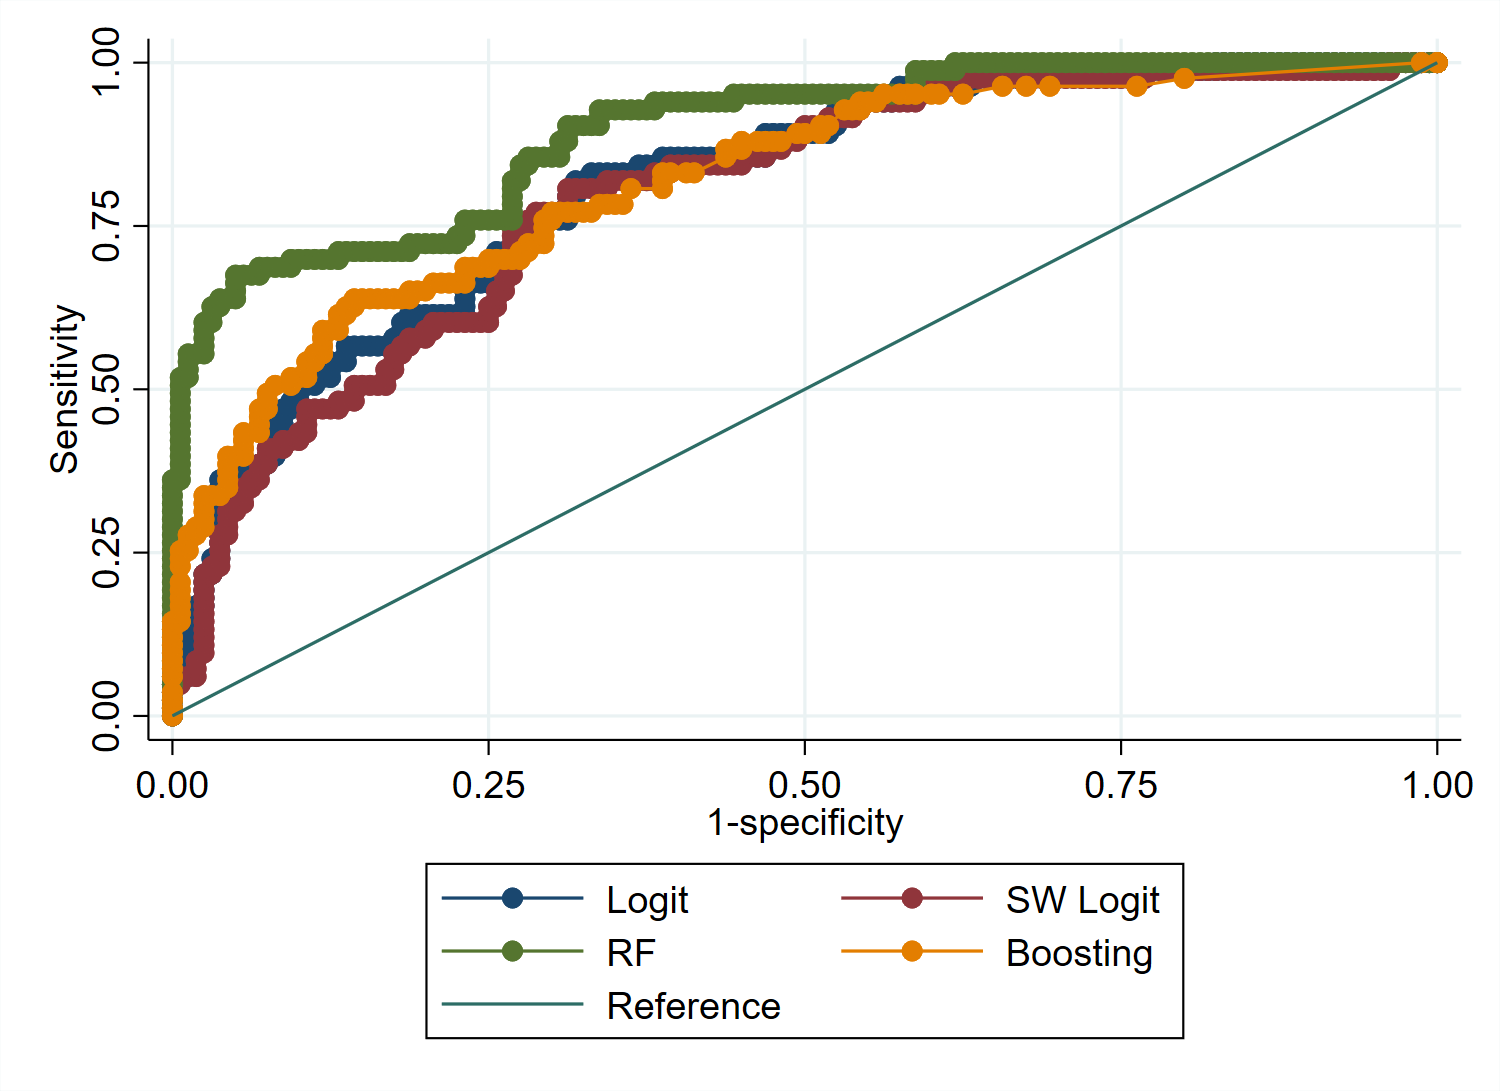 Sensitivity
1.00
0.75
0.50
0.25
0.00
0.00 0.25 0.50 0.75 1.00
1-specificity
Logit SW Logit
RF Boosting
Reference